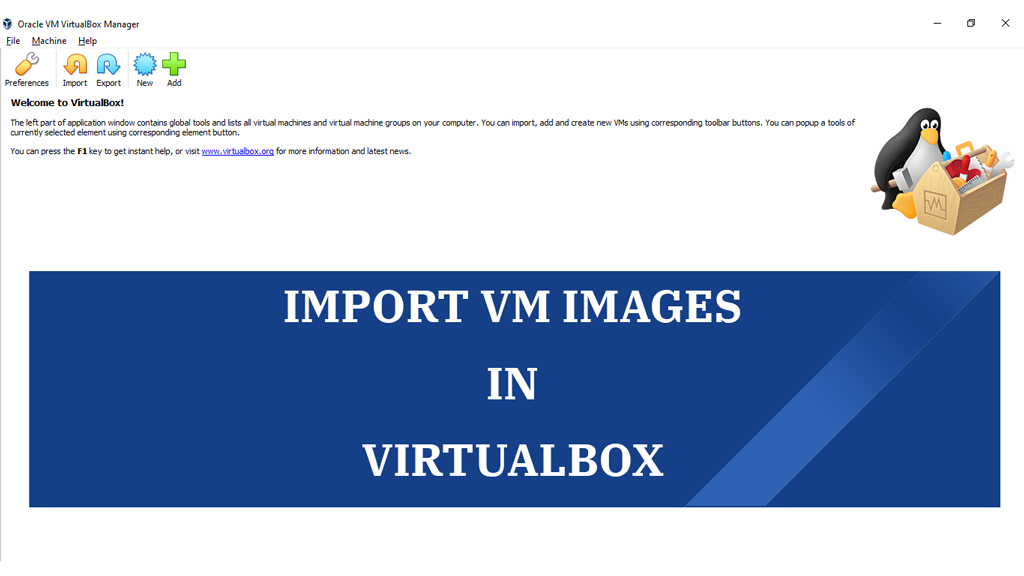 Oracle VM VirtualBox Manager
File Machine Help
Preferences Import Export New Add
Welcome to VirtualBox!
The left part of application window contains global tools and lists all virtual machines and virtual machine groups on your computer. You can import, add and create new VMs using corresponding toolbar buttons. You can popup a tools of
currently selected element using corresponding element button.
You can press the F1 key to get instant help, or visit www.virtualbox.org for more information and latest news.
VM
IMPORT VM IMAGES
IN
VIRTUALBOX